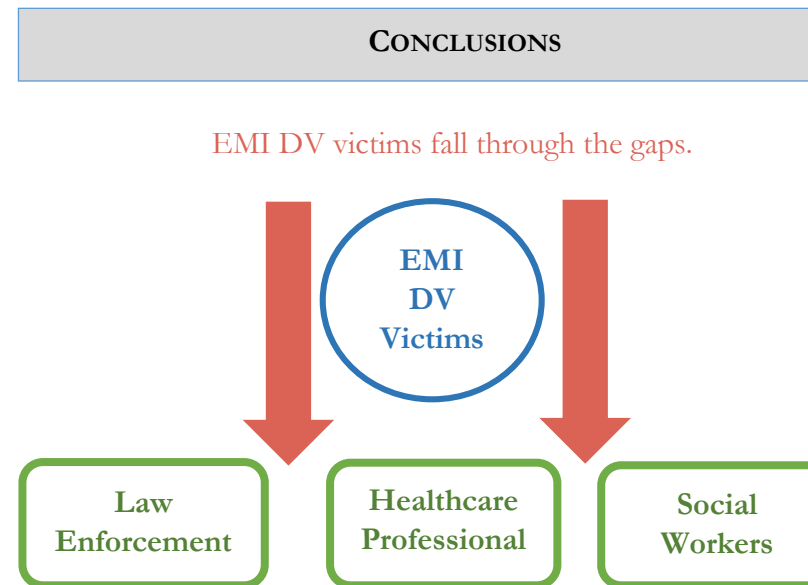 CONCLUSIONS
EMI DV victims fall through the gaps.
EMI
DV
Victims
Law
Enforcement
Healthcare
Professional
Social
Workers